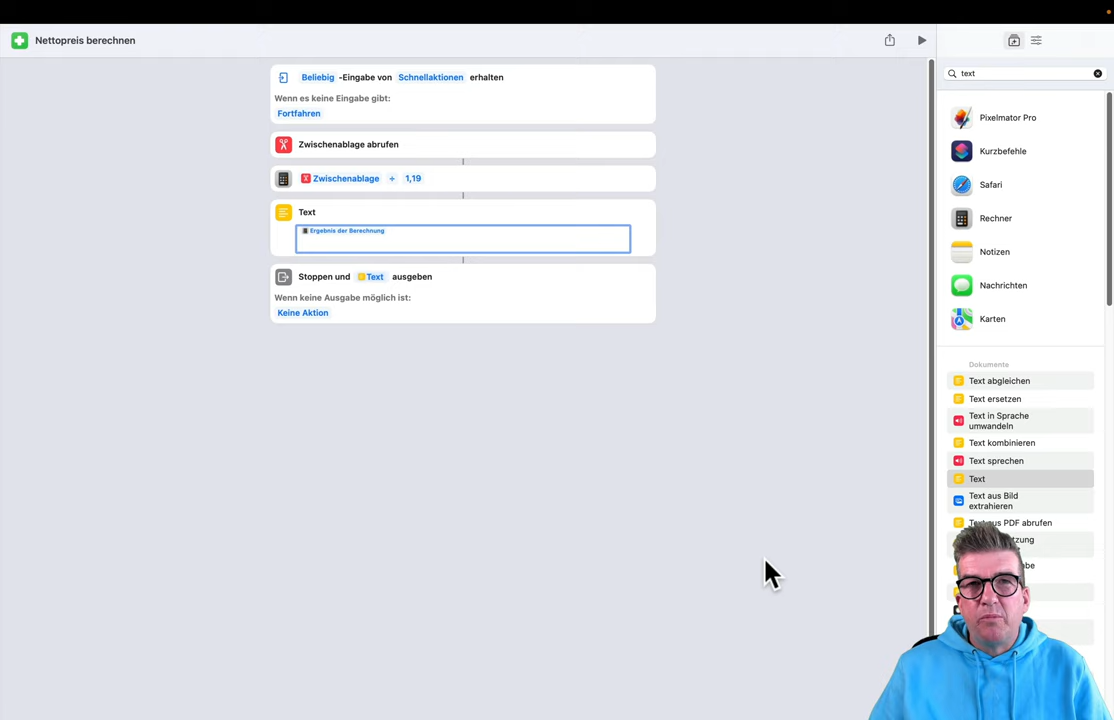 Nettopreis berechnen
text
Beliebig -Eingabe von Schnellaktionen erhalten
Wenn es keine Eingabe gibt:
Fortfahren
Zwischenablage abrufen
Zwischenablage ÷ 1,19
Text
Ergebnis der Berechnung
Stoppen und Text ausgeben
Wenn keine Ausgabe möglich ist:
Keine Aktion
Pixelmator Pro
Kurzbefehle
Safari
Rechner
Notizen
Nachrichten
Karten
Dokumente
Text abgleichen
Text ersetzen
Text in Sprache
umwandeln
Text kombinieren
Text sprechen
Text
Text aus Bild
extrahieren
Text aus PDF abrufen